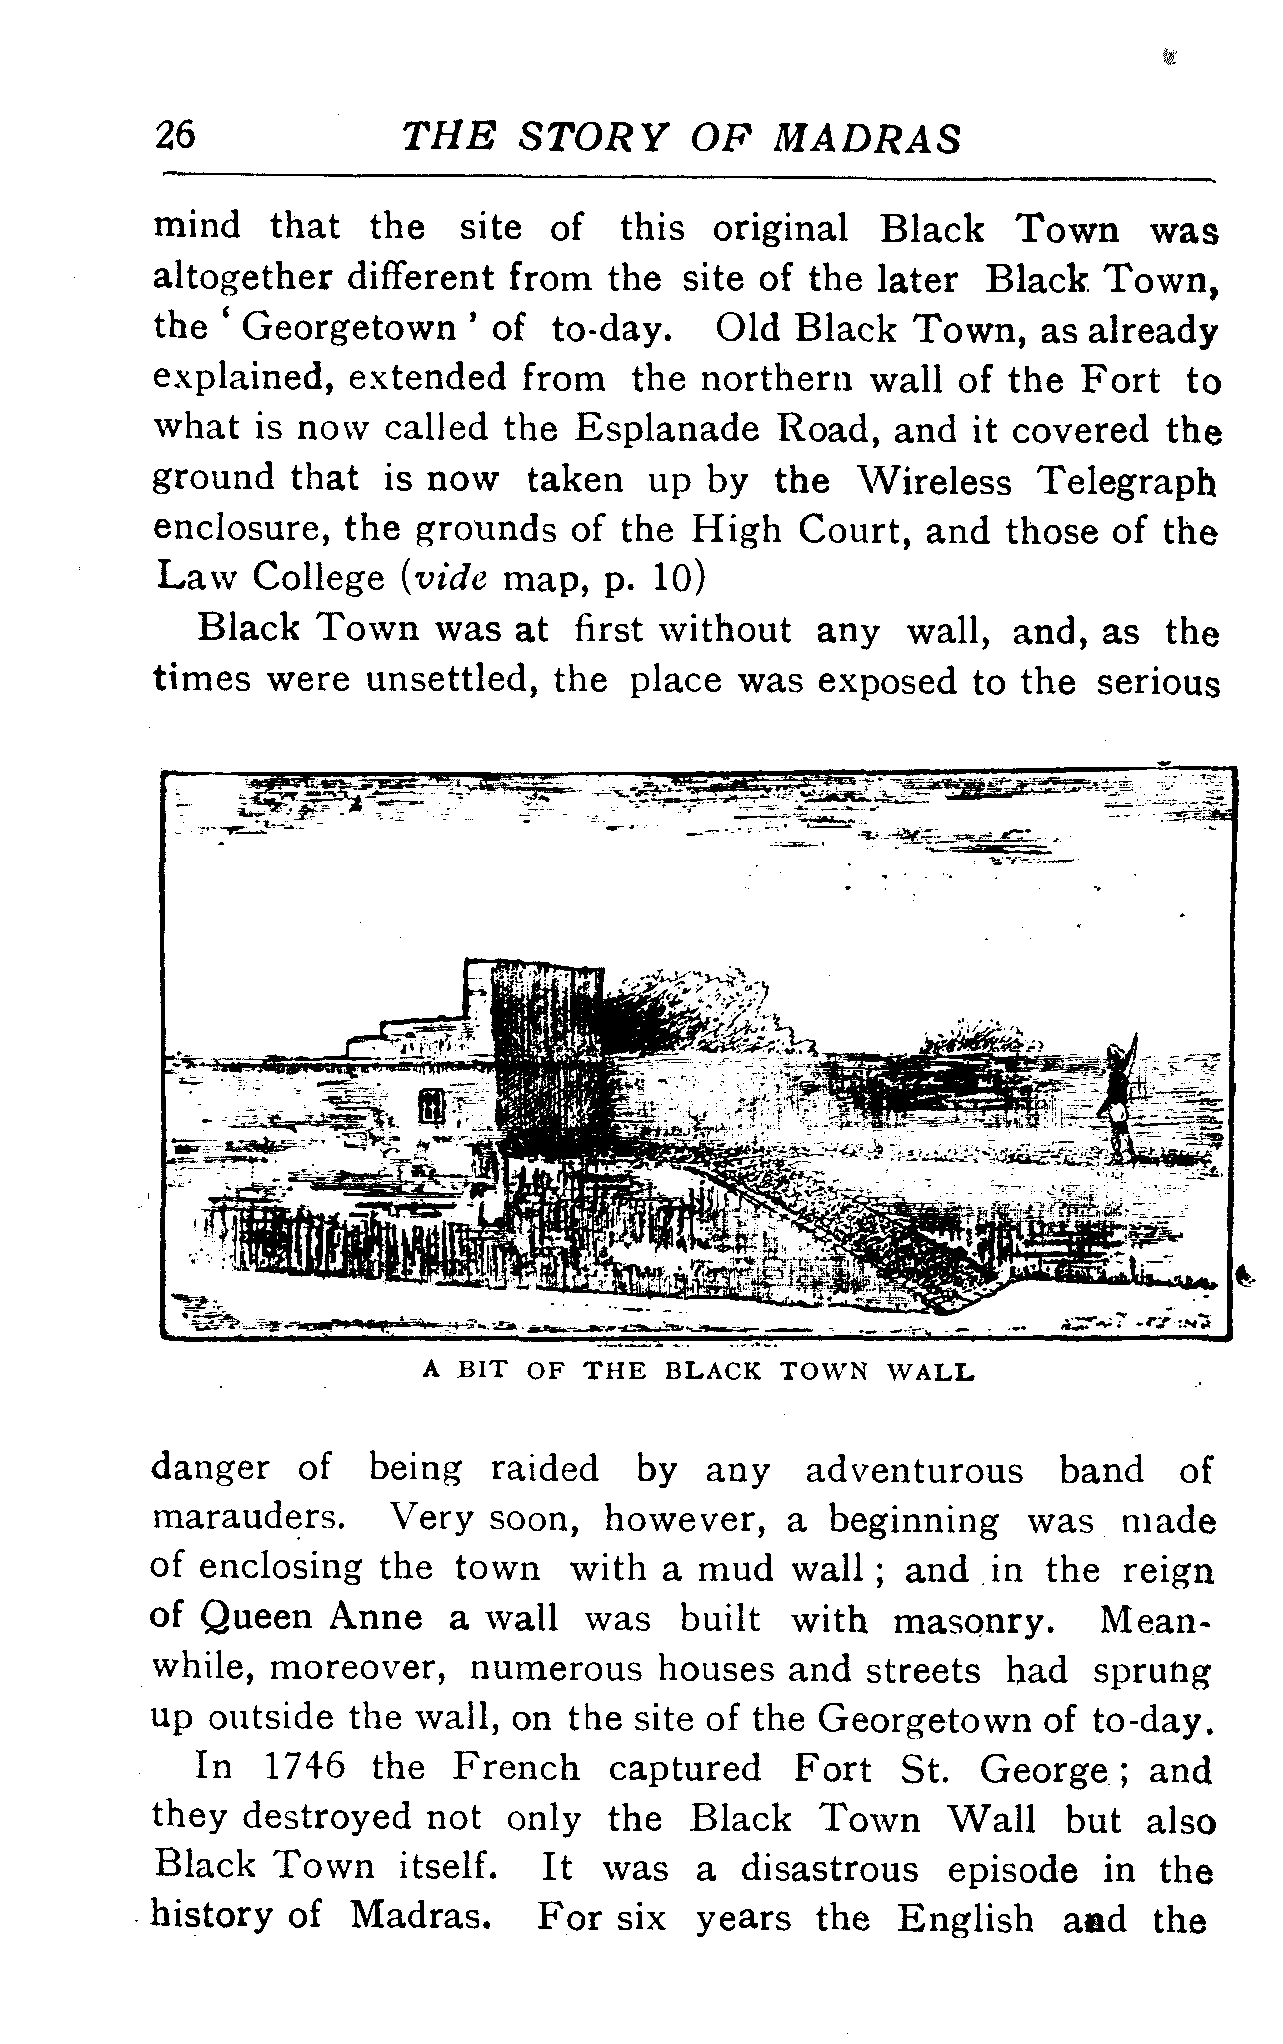 26 THE STORY OF MADRAS
mind that the site of this original Black Town was
altogether different from the site of the later Black Town,
the ‘ Georgetown ’ of to-day. Old Black Town, as already
explained, extended from the northern wall of the Fort to
what is now called the Esplanade Road, and it covered the
ground that is now taken up by the Wireless Telegraph
enclosure, the grounds of the High Court, and those of the
Law College (vide map, p. 10)
Black Town was at first without any wall, and, as the
times were unsettled, the place was exposed to the serious
A BIT OF THE BLACK TOWN WALL
danger of being raided by any adventurous band of
marauders. Very soon, however, a beginning was made
of enclosing the town with a mud wall ; and in the reign
of Queen Anne a wall was built with masonry. Mean-
while, moreover, numerous houses and streets had sprung
up outside the wall, on the site of the Georgetown of to-day.
In 1746 the French captured Fort St. George ; and
they destroyed not only the Black Town Wall but also
Black Town itself. It was a disastrous episode in the
history of Madras. For six years the English and the